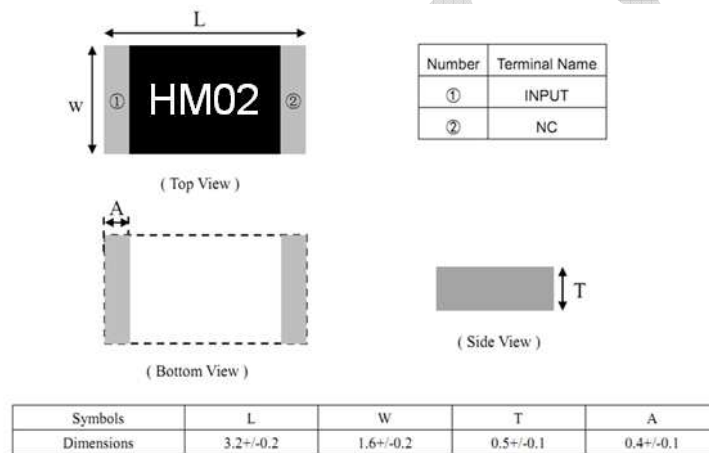 L
W
① HM02 ②
( Top View )
Number Terminal Name
① INPUT
② NC
A
( Bottom View )
T
( Side View )
Symbols L W T A
Dimensions 3.2+/-0.2 1.6+/-0.2 0.5+/-0.1 0.4+/-0.1